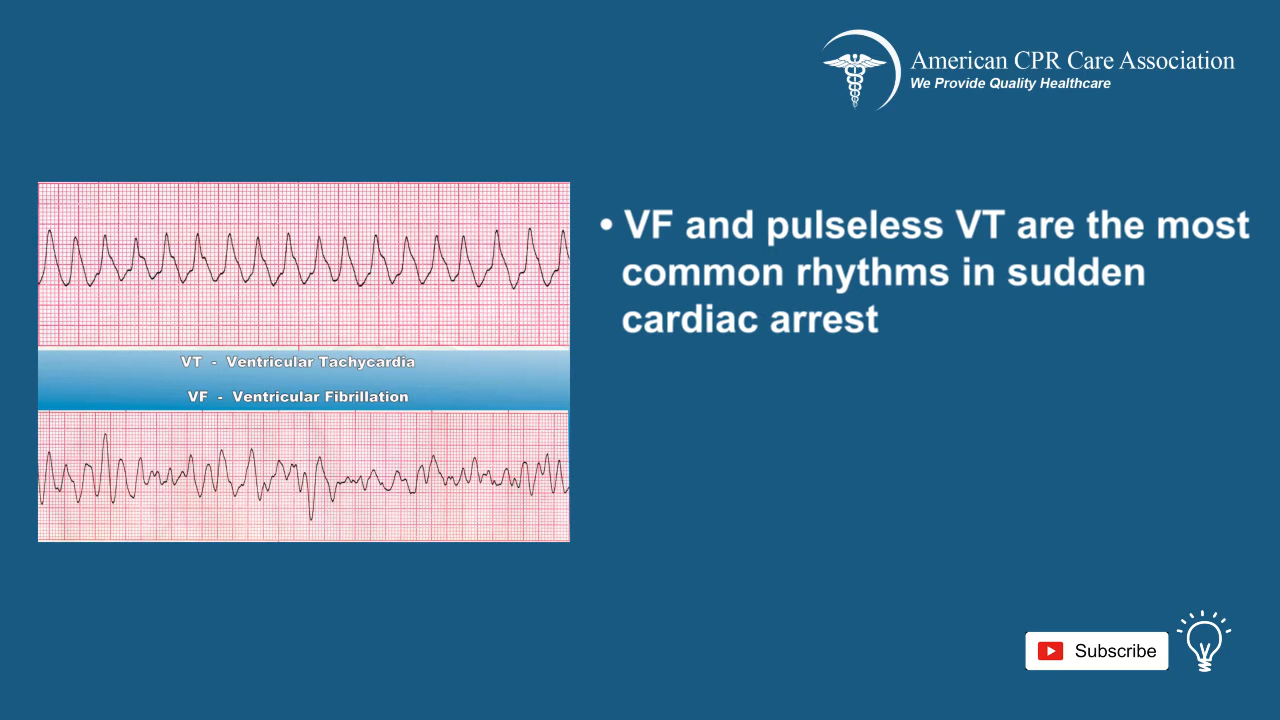 American CPR Care Association
We Provide Quality Healthcare
• VF and pulseless VT are the most
common rhythms in sudden
cardiac arrest
VT - Ventricular Tachycardia
VF - Ventricular Fibrillation
Subscribe